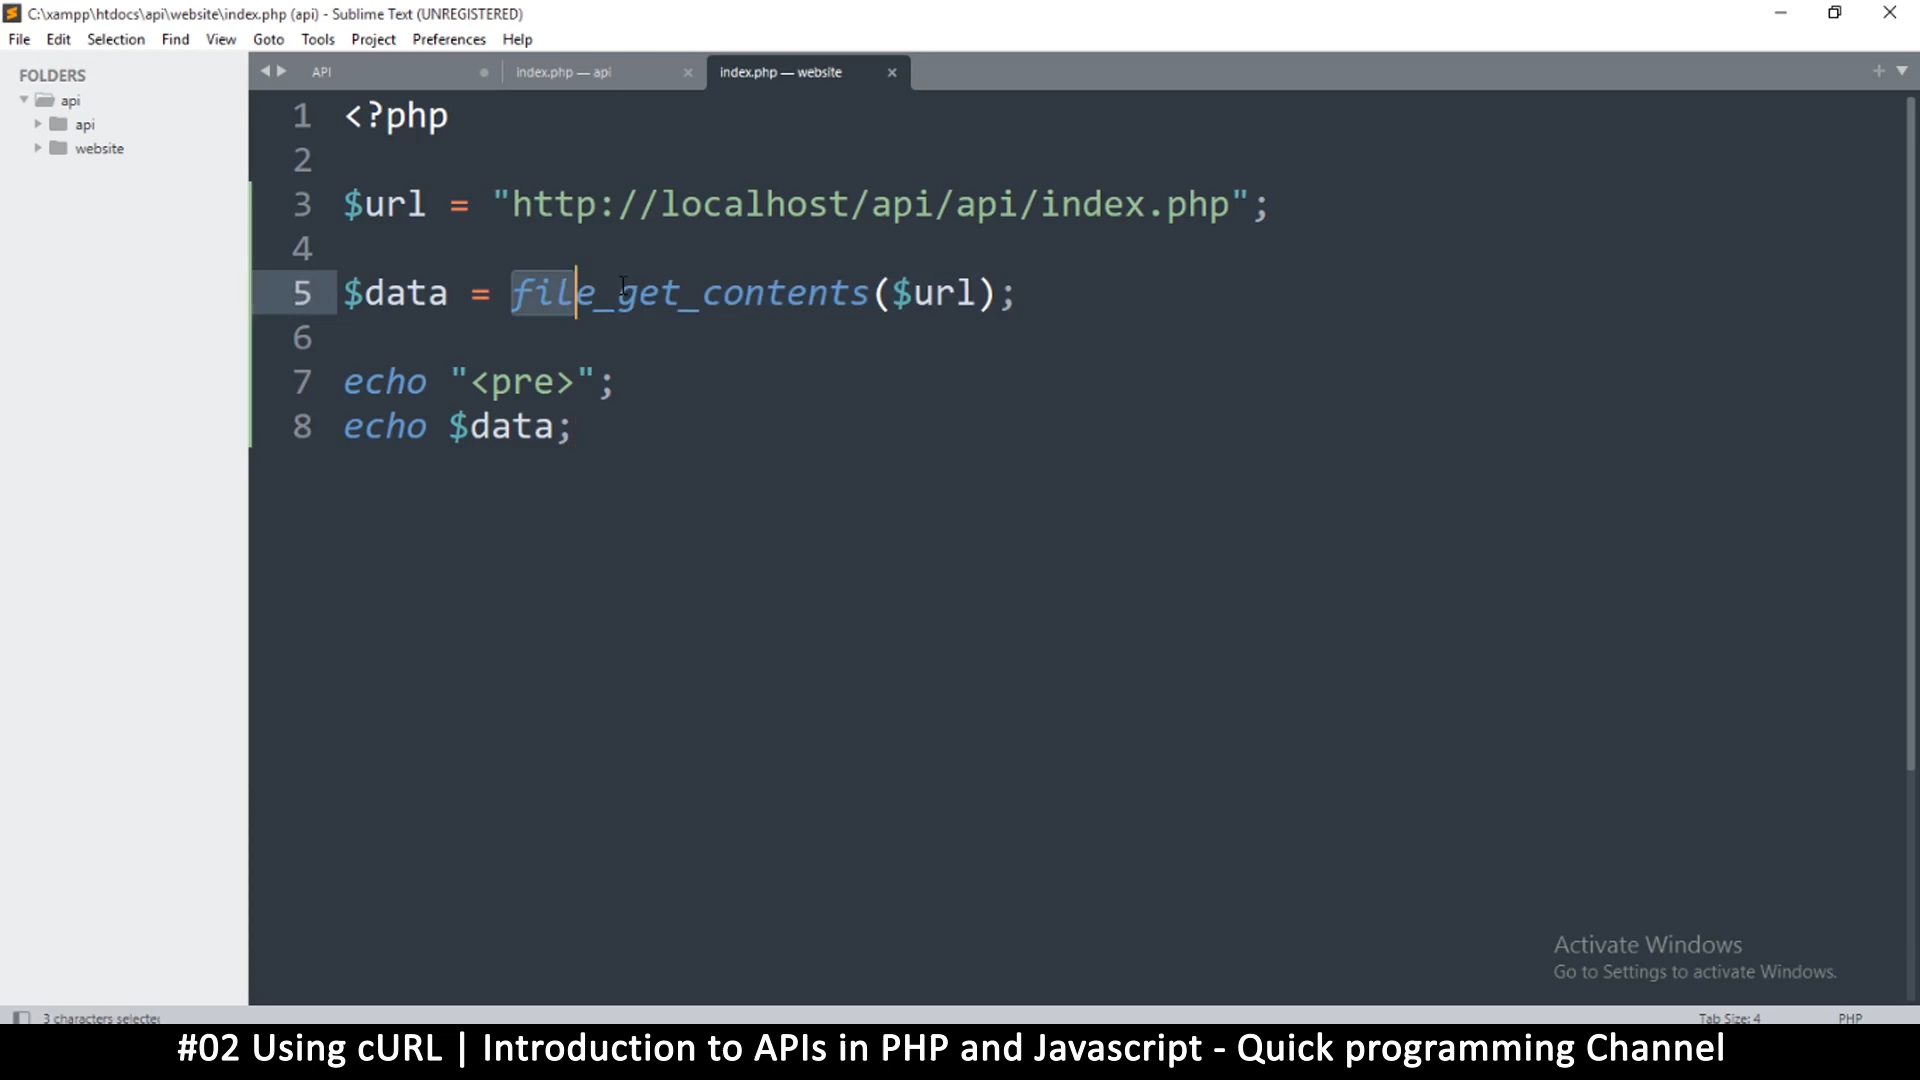 C:\xampp\htdocs\api\website\index.php (api) - Sublime Text (UNREGISTERED)
File Edit Selection Find View Goto Tools Project Preferences Help
FOLDERS
api
api
website
API
index.php — api
index.php — website
1 <?php
2
3 $url = "http://localhost/api/api/index.php";
4
5 $data = file_get_contents($url);
6
7 echo "<pre>";
8 echo $data;
Activate Windows
Go to Settings to activate Windows.
3 characters selected
Tab Size: 4
PHP
#02 Using cURL | Introduction to APIs in PHP and Javascript - Quick programming Channel